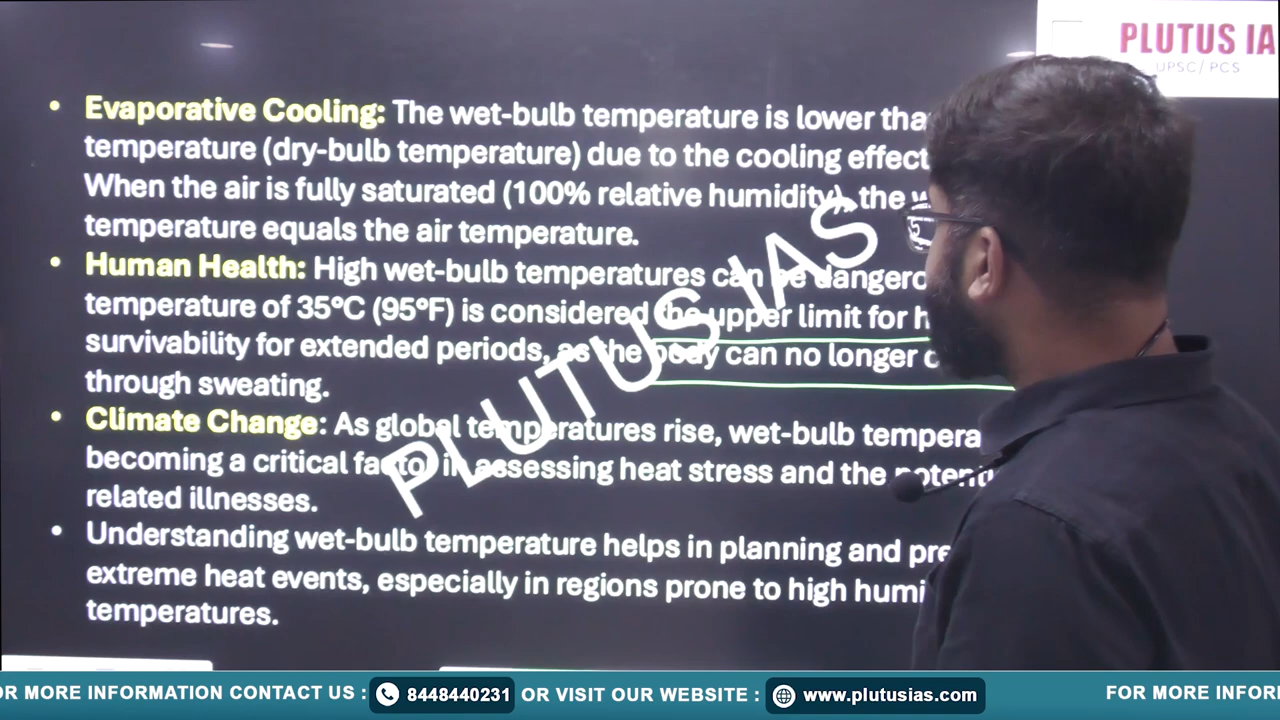 PLUTUS IA
UPSC/ PCS
• Evaporative Cooling: The wet-bulb temperature is lower tha
temperature (dry-bulb temperature) due to the cooling effect
When the air is fully saturated (100% relative humidity), the
temperature equals the air temperature.
• Human Health: High wet-bulb temperatures can be dangero
temperature of 35°C (95°F) is considered the upper limit for h
survivability for extended periods, as the body can no longer
through sweating.
• Climate Change: As global temperatures rise, wet-bulb tempera
becoming a critical factor in assessing heat stress and the potent
related illnesses.
• Understanding wet-bulb temperature helps in planning and pre
extreme heat events, especially in regions prone to high humi
temperatures.
PLUTUS IAS
OR MORE INFORMATION CONTACT US : 8448440231 OR VISIT OUR WEBSITE : www.plutusias.com FOR MORE INFOR